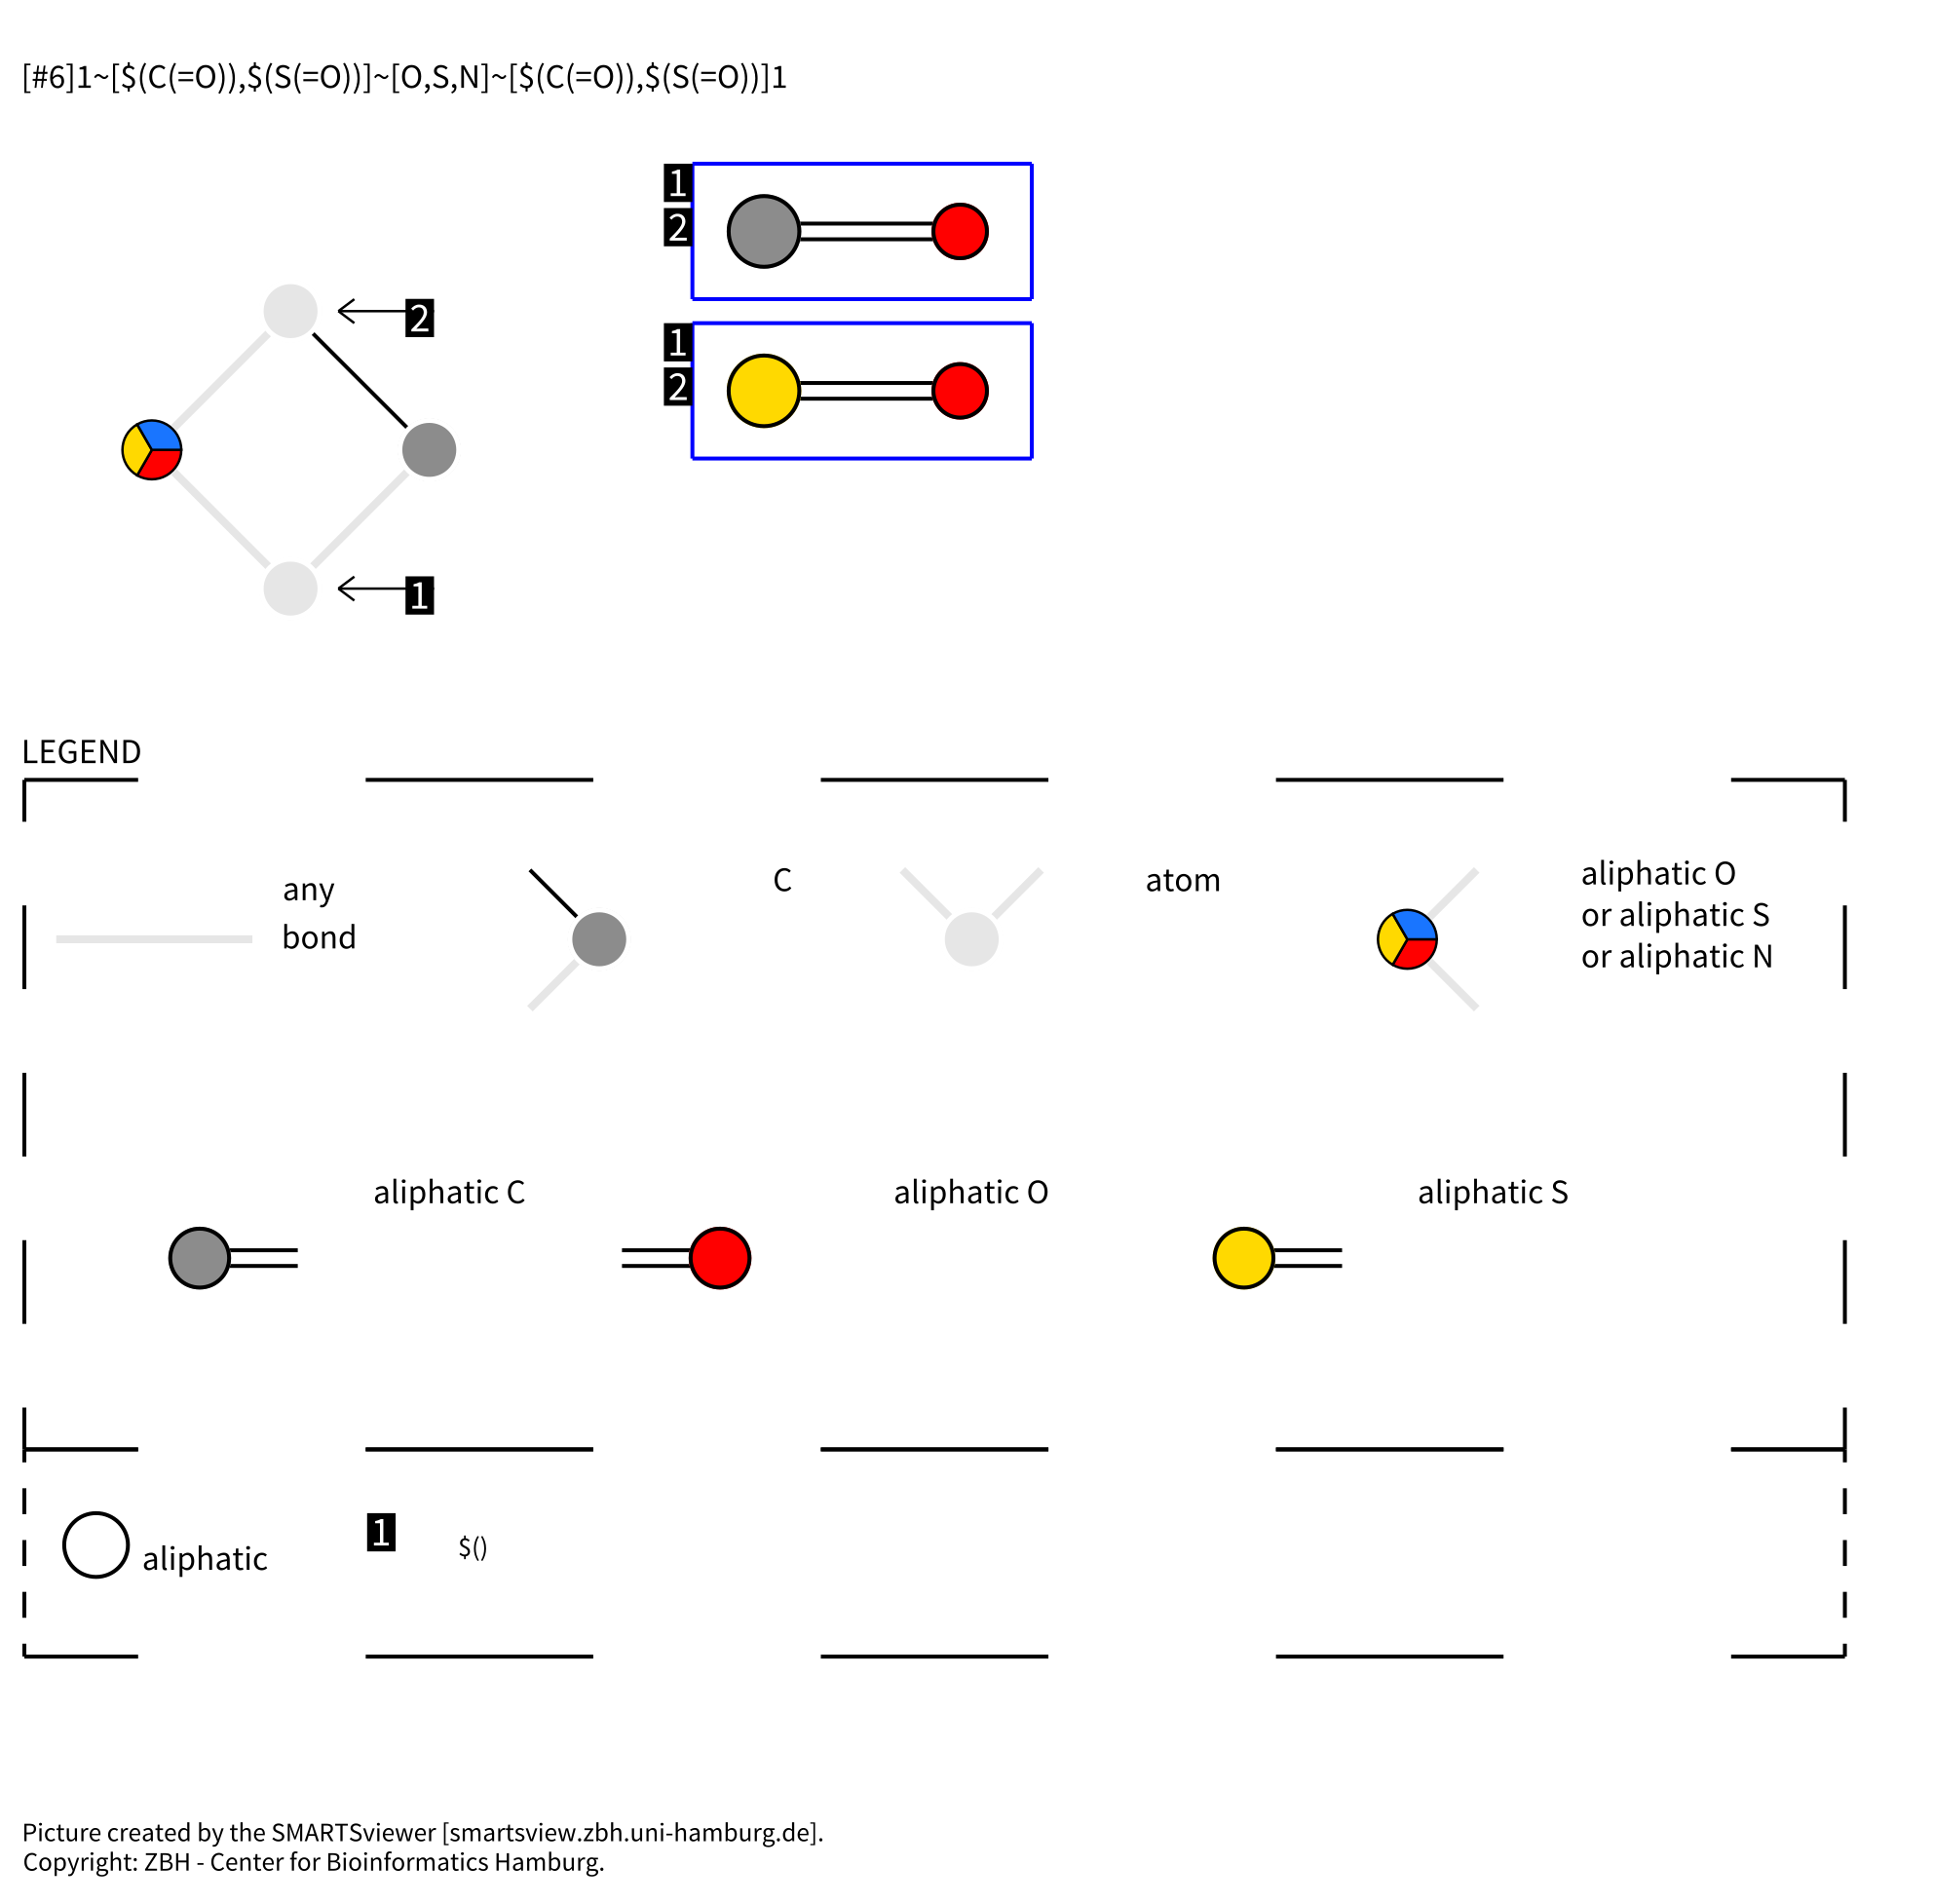 [#6]1~[$(C(=O)),$(S(=O))]~[O,S,N]~[$(C(=O)),$(S(=O))]1
1
2
2
1
2
1
LEGEND
any
bond
C
atom
aliphatic O
or aliphatic S
or aliphatic N
aliphatic C
aliphatic O
aliphatic S
aliphatic
1
$()
Picture created by the SMARTSviewer [smartsview.zbh.uni-hamburg.de].
Copyright: ZBH - Center for Bioinformatics Hamburg.